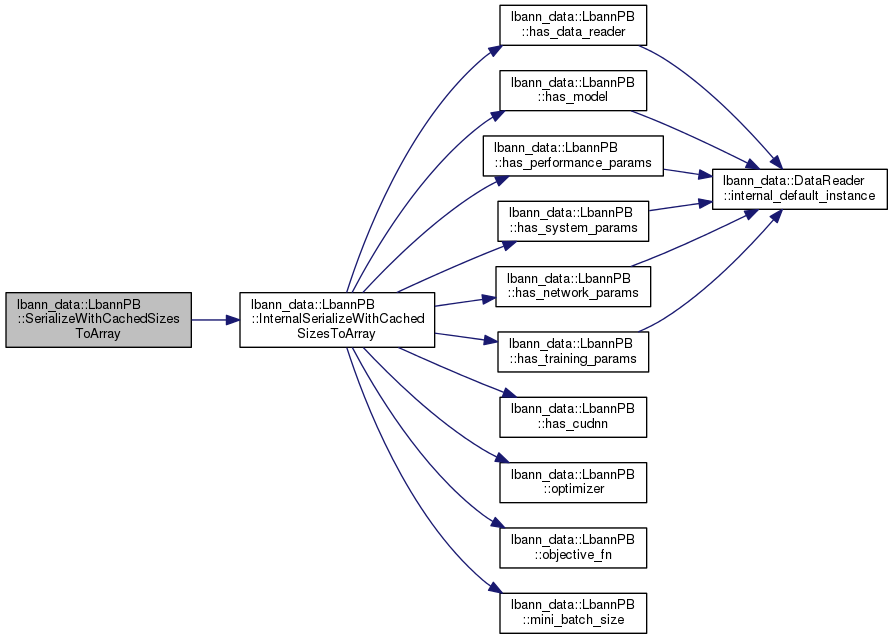 lbann_data::LbannPB
::SerializeWithCachedSizes
ToArray
lbann_data::LbannPB
::InternalSerializeWithCached
SizesToArray
lbann_data::LbannPB
::has_data_reader
lbann_data::LbannPB
::has_model
lbann_data::LbannPB
::has_performance_params
lbann_data::LbannPB
::has_system_params
lbann_data::LbannPB
::has_network_params
lbann_data::LbannPB
::has_training_params
lbann_data::LbannPB
::has_cudnn
lbann_data::LbannPB
::optimizer
lbann_data::LbannPB
::objective_fn
lbann_data::LbannPB
::mini_batch_size
lbann_data::DataReader
::internal_default_instance